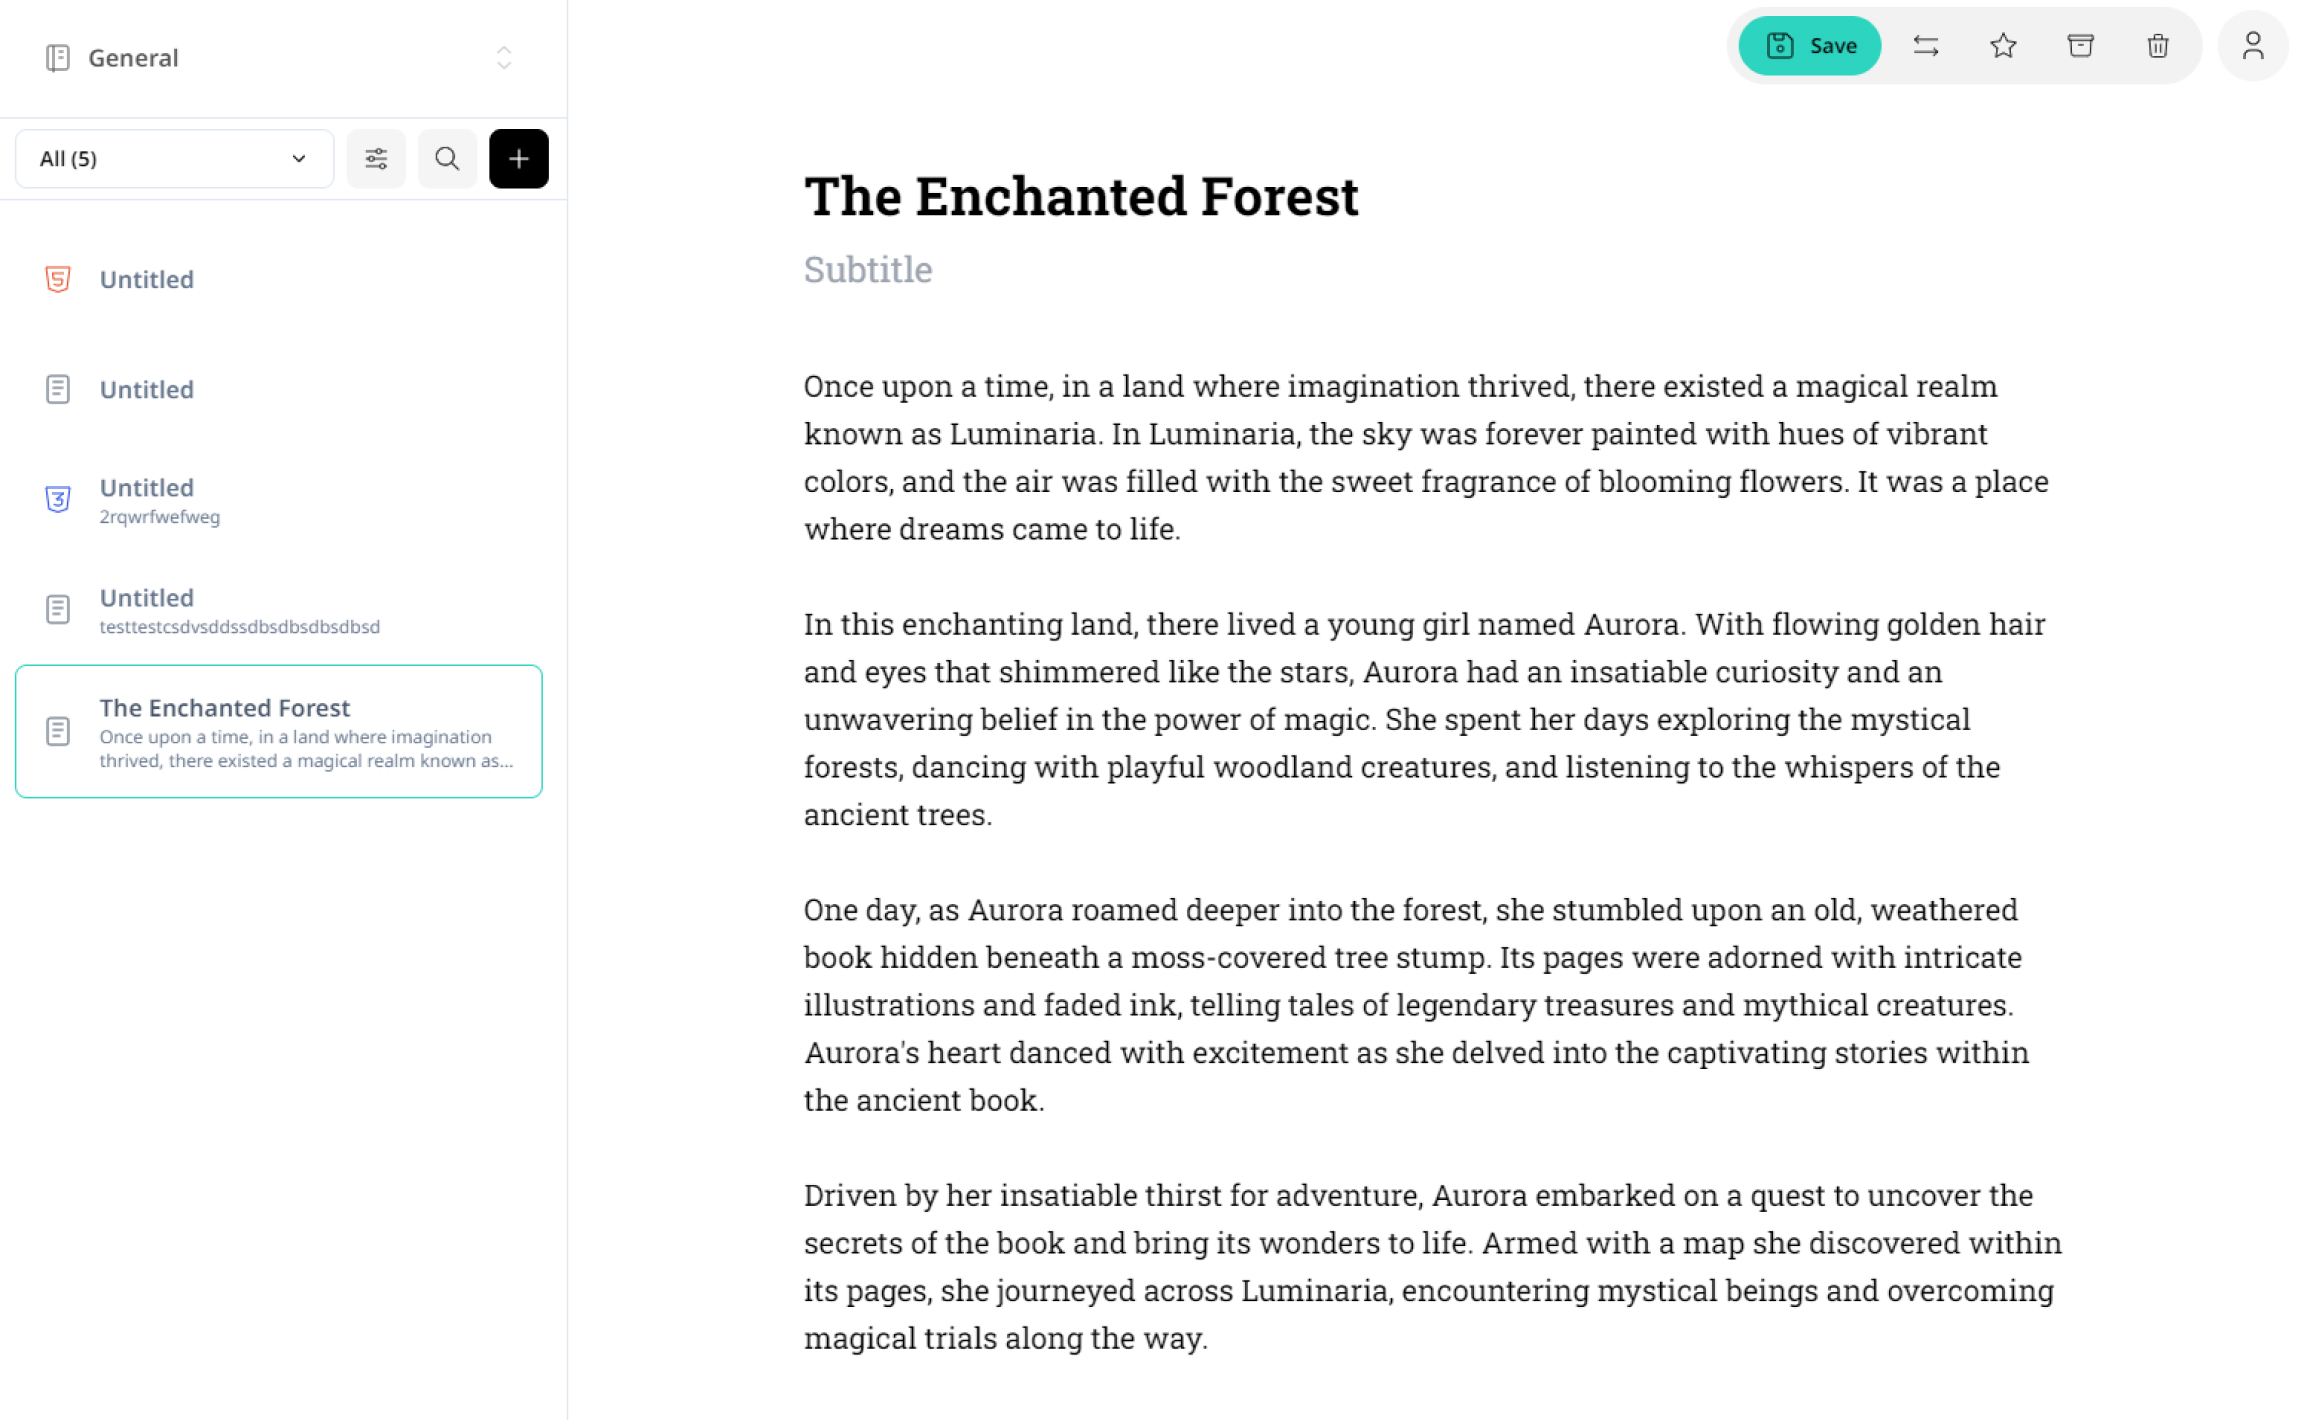 General
All (5)
Untitled
Untitled
Untitled
2rqwrfwefweg
Untitled
testtestcsdvsddssdbsdbsdbsdbsd
The Enchanted Forest
Once upon a time, in a land where imagination
thrived, there existed a magical realm known as...
Save
The Enchanted Forest
Subtitle
Once upon a time, in a land where imagination thrived, there existed a magical realm
known as Luminaria. In Luminaria, the sky was forever painted with hues of vibrant
colors, and the air was filled with the sweet fragrance of blooming flowers. It was a place
where dreams came to life.
In this enchanting land, there lived a young girl named Aurora. With flowing golden hair
and eyes that shimmered like the stars, Aurora had an insatiable curiosity and an
unwavering belief in the power of magic. She spent her days exploring the mystical
forests, dancing with playful woodland creatures, and listening to the whispers of the
ancient trees.
One day, as Aurora roamed deeper into the forest, she stumbled upon an old, weathered
book hidden beneath a moss-covered tree stump. Its pages were adorned with intricate
illustrations and faded ink, telling tales of legendary treasures and mythical creatures.
Aurora's heart danced with excitement as she delved into the captivating stories within
the ancient book.
Driven by her insatiable thirst for adventure, Aurora embarked on a quest to uncover the
secrets of the book and bring its wonders to life. Armed with a map she discovered within
its pages, she journeyed across Luminaria, encountering mystical beings and overcoming
magical trials along the way.